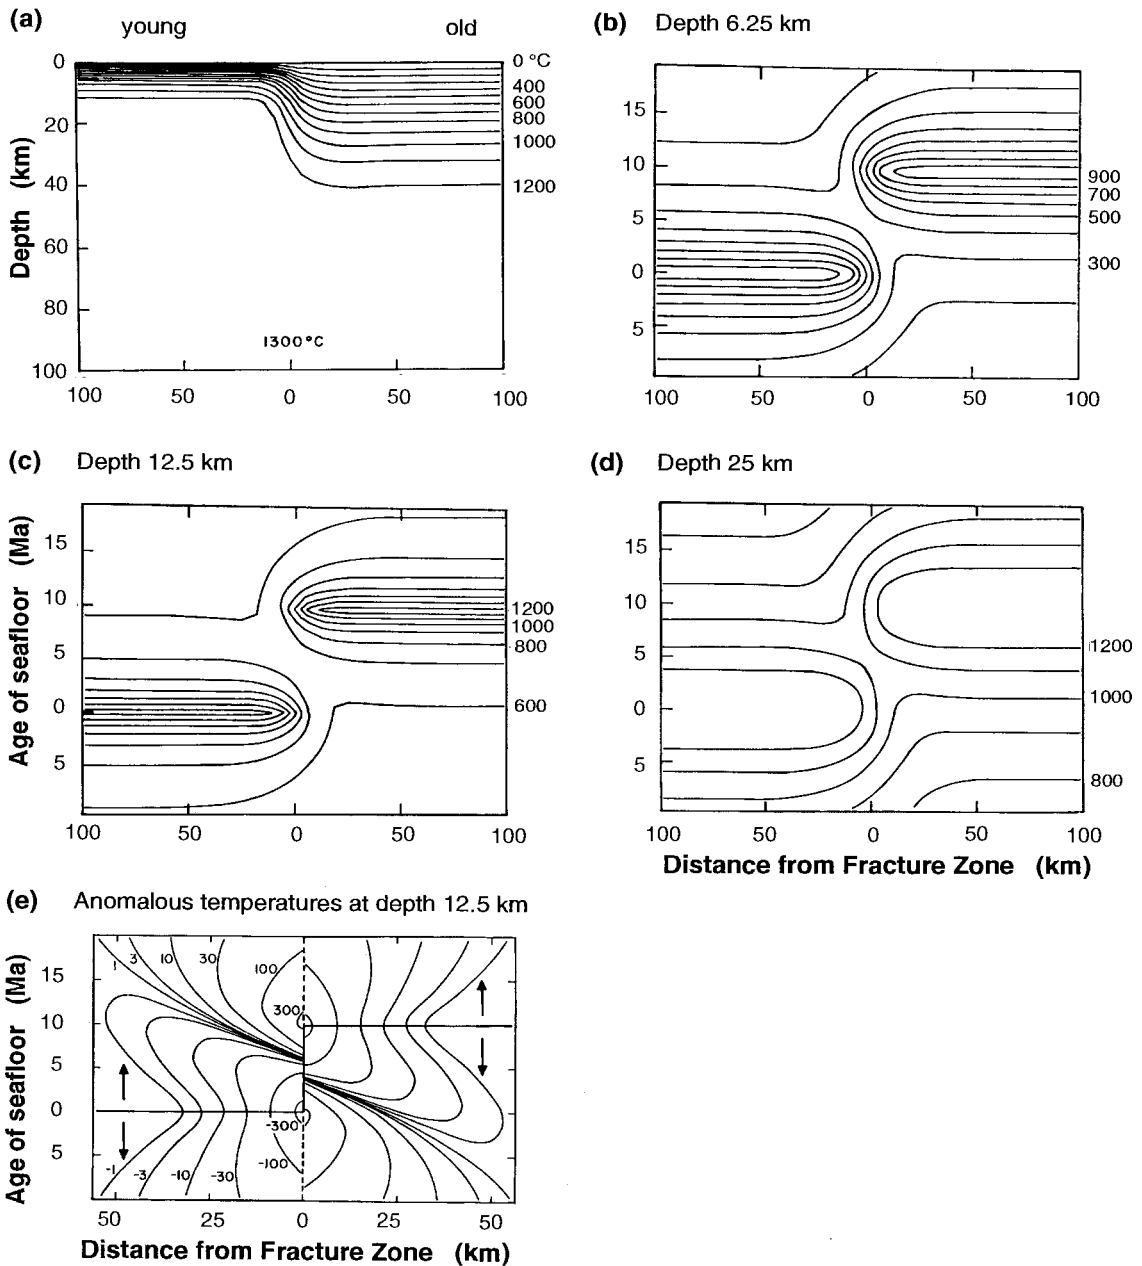 (a)
young old
0 0 °C
20 400
600
800
40 1000
1200
60
80
100
1300°C
Depth (km)
100 50 0 50 100
(b) Depth 6.25 km
15
10
5
0
5
900
700
500
300
100 50 0 50 100
(c) Depth 12.5 km
15
10
5
0
5
1200
1000
800
600
Age of seafloor (Ma)
100 50 0 50 100
(d) Depth 25 km
15
10
5
0
5
1200
1000
800
100 50 0 50 100
Distance from Fracture Zone (km)
(e) Anomalous temperatures at depth 12.5 km
15
10
5
0
5
1 3 10 30 100
300
-300
-100
-1 -3 -10 -30
Age of seafloor (Ma)
50 25 0 25 50
Distance from Fracture Zone (km)